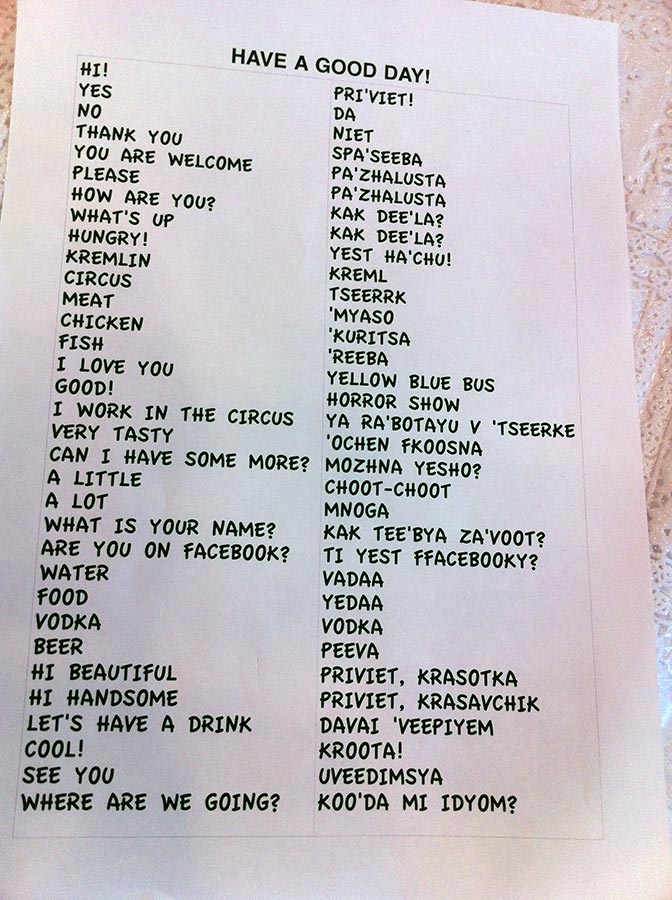 HAVE A GOOD DAY!
HI! PRI'VIET!
YES DA
NO NIET
THANK YOU SPA'SEEBA
YOU ARE WELCOME PA'ZHALUSTA
PLEASE PA'ZHALUSTA
HOW ARE YOU? KAK DEE'LA?
WHAT'S UP KAK DEE'LA?
HUNGRY! YEST HA'CHU!
KREMLIN KREML
CIRCUS TSEERRK
MEAT 'MYASO
CHICKEN 'KURITSA
FISH 'REEBA
I LOVE YOU YELLOW BLUE BUS
GOOD! HORROR SHOW
I WORK IN THE CIRCUS YA RA'BOTAYU V 'TSEERKE
VERY TASTY 'OCHEN FKOOSNA
CAN I HAVE SOME MORE? MOZHNA YESHO?
A LITTLE CHOOT-CHOOT
A LOT MNOGA
WHAT IS YOUR NAME? KAK TEE'BYA ZA'VOOT?
ARE YOU ON FACEBOOK? TI YEST FFACEBOOKY?
WATER VADAA
FOOD YEDAA
VODKA VODKA
BEER PEEVA
HI BEAUTIFUL PRIVIET, KRASOTKA
HI HANDSOME PRIVIET, KRASAVCHIK
LET'S HAVE A DRINK DAVAI 'VEEPIYEM
COOL! KROOTA!
SEE YOU UVEEDIMSYA
WHERE ARE WE GOING? KOO'DA MI IDYOM?